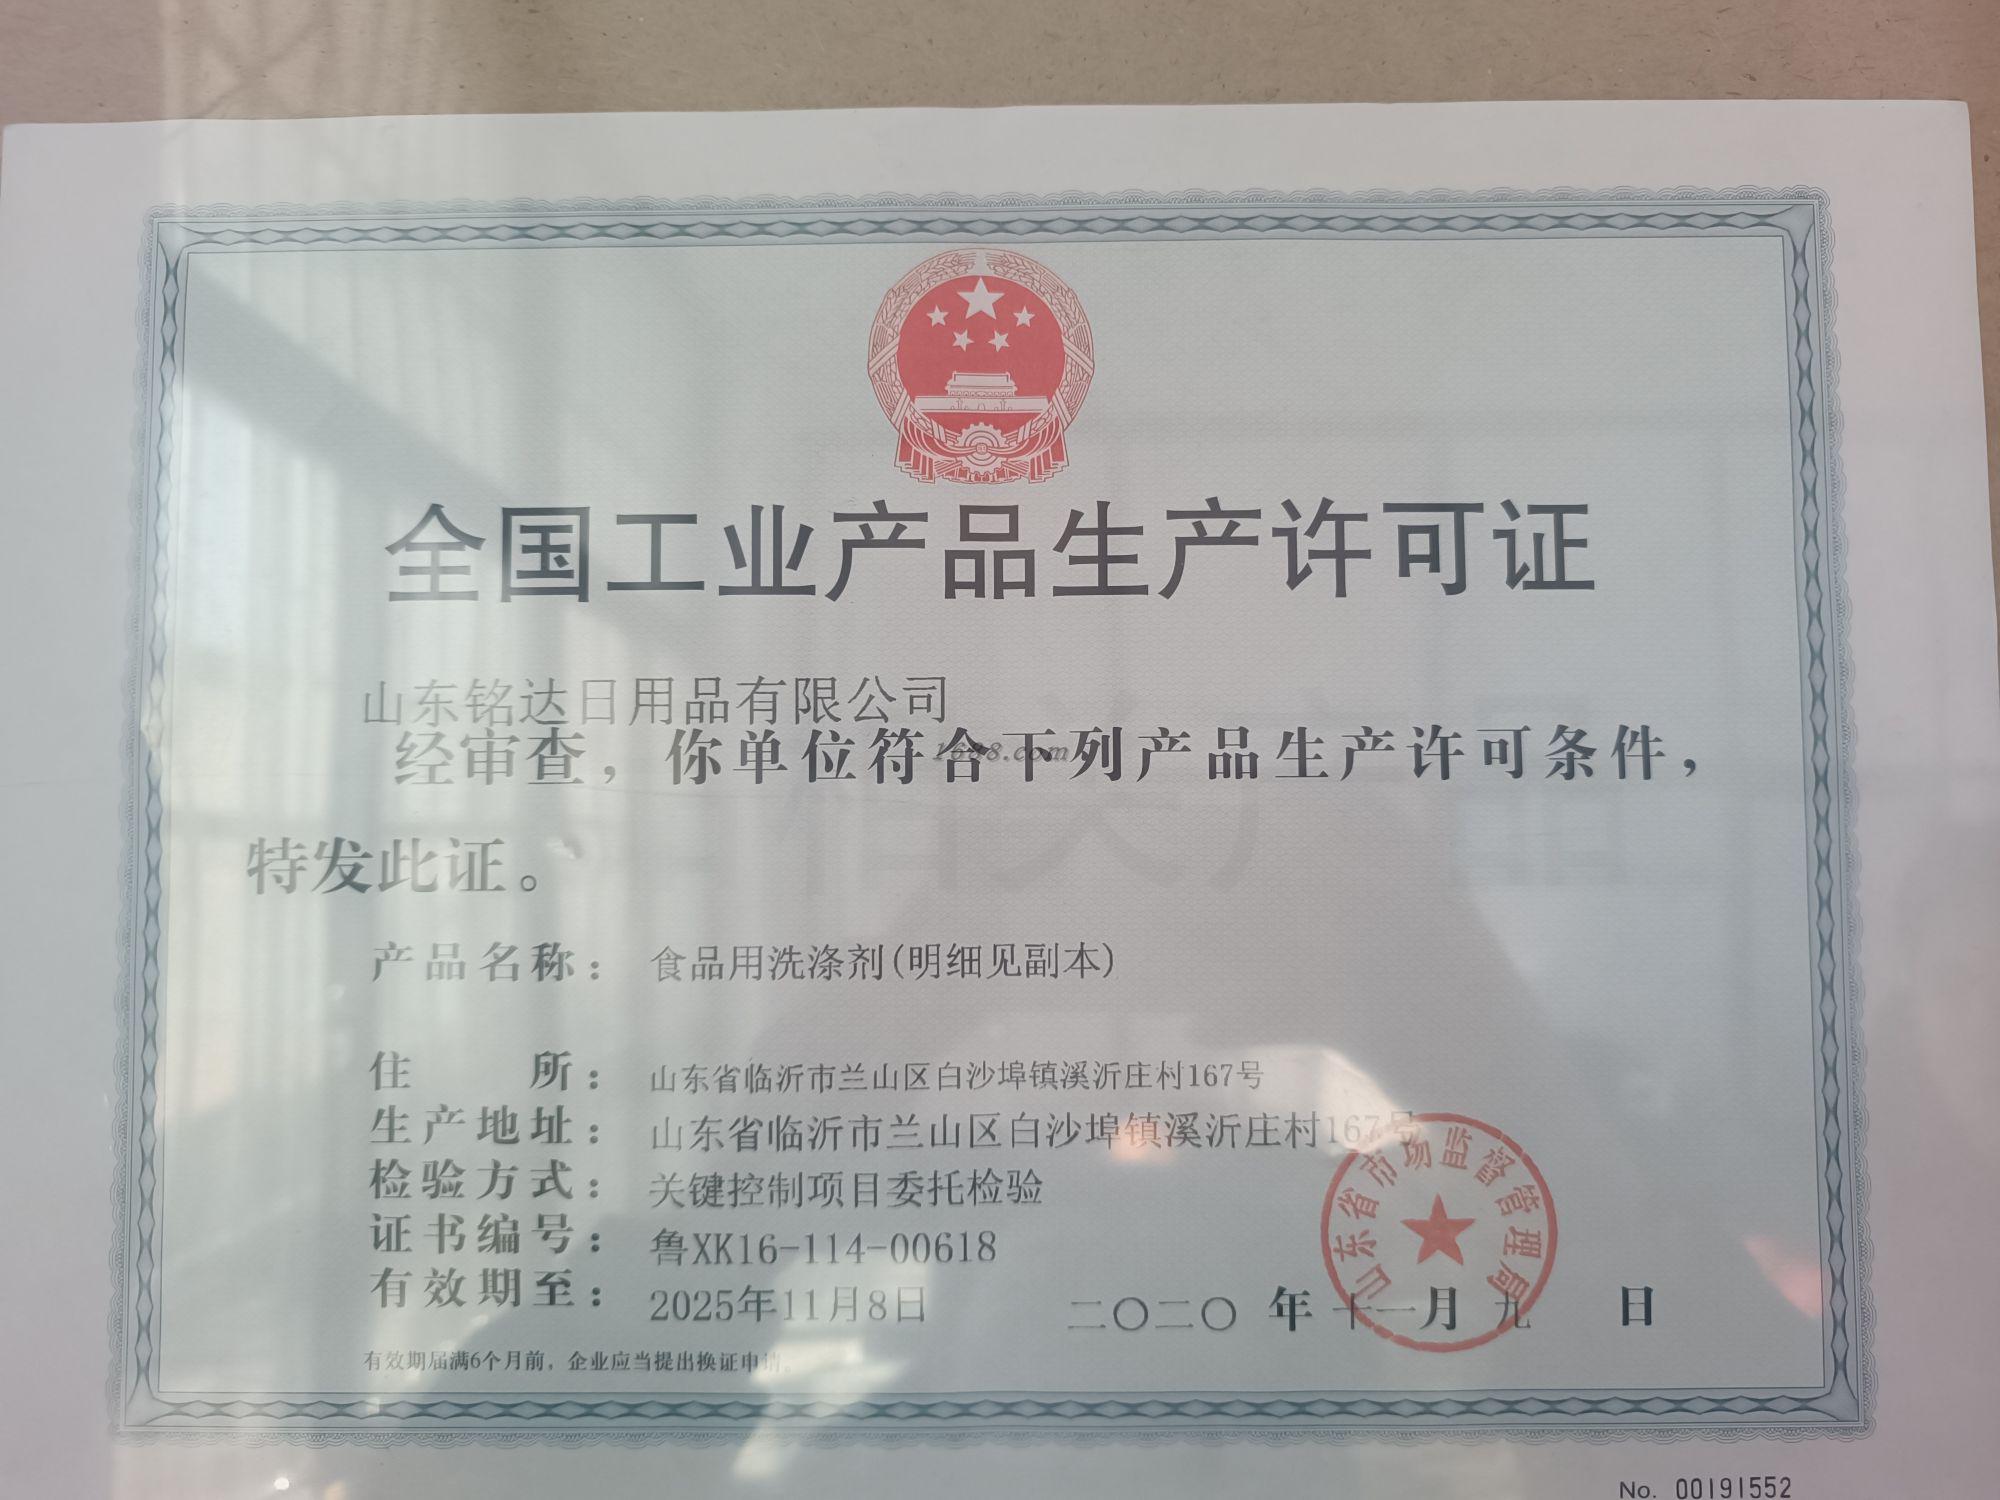 全国工业产品生产许可证
山东铭达日用品有限公司
经审查，你单位符合下列产品生产许可条件，
1688.com
特发此证。
产品名称： 食品用洗涤剂(明细见副本)
住所： 山东省临沂市兰山区白沙埠镇溪沂庄村167号
生产地址： 山东省临沂市兰山区白沙埠镇溪沂庄村167号
检验方式： 关键控制项目委托检验
证书编号： 鲁XK16-114-00618
有效期至： 2025年11月8日
二〇二〇 年 十一 月 九 日
山东省市场监督管理局
有效期届满6个月前，企业应当提出换证申请。
No. 00191552